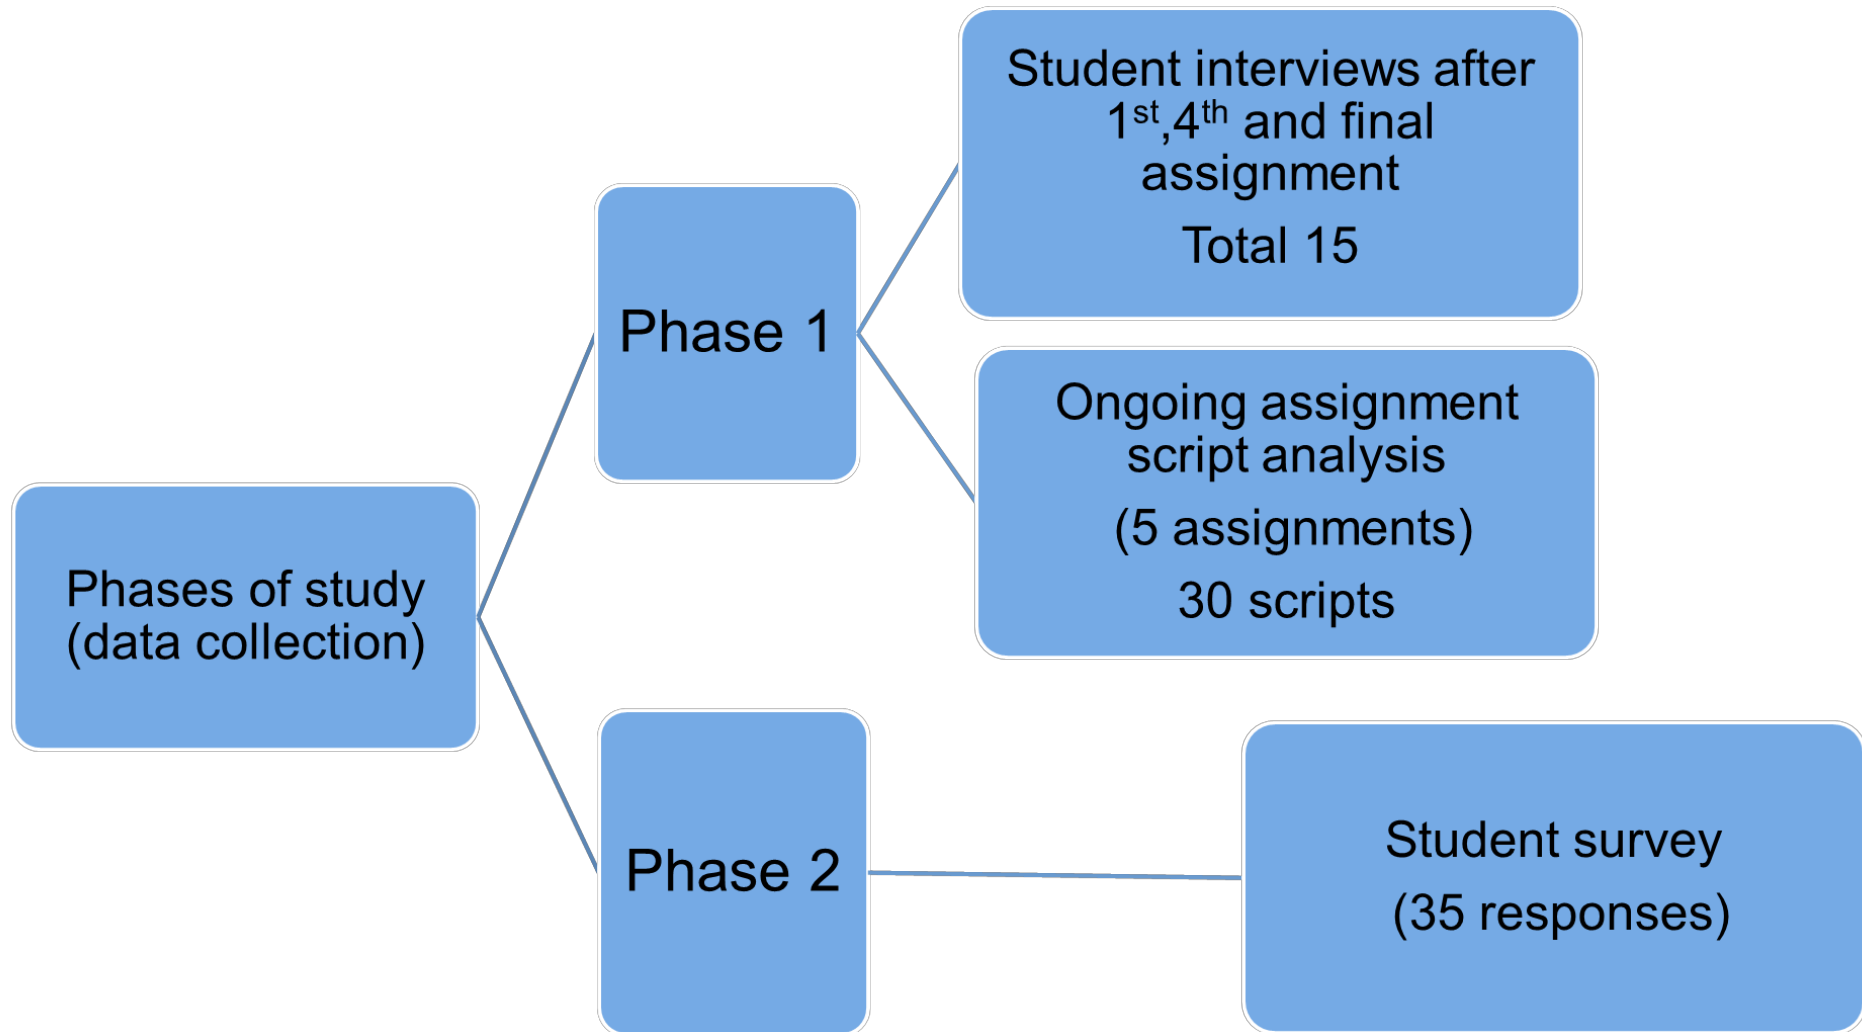 Phases of study
(data collection)
Phase 1
Student interviews after
1st,4th and final
assignment
Total 15
Ongoing assignment
script analysis
(5 assignments)
30 scripts
Phase 2
Student survey
(35 responses)